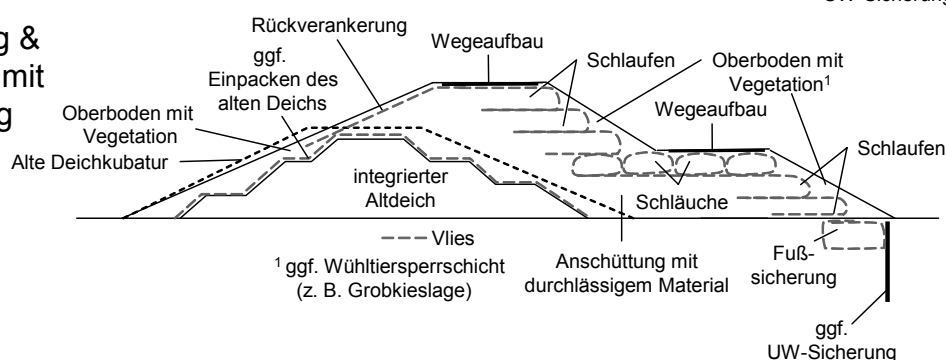 g &
mit
g
Rückverankerung
ggf.
Einpacken des
alten Deichs
Wegeaufbau
Schlaufen
Oberboden mit
Vegetation¹
Wegeaufbau
Oberboden mit
Vegetation
Alte Deichkubatur
Schlaufen
integrierter
Altdeich
Schläuche
Vlies
¹ ggf. Wühltiersperrschicht
(z. B. Grobkieslage)
Anschüttung mit
durchlässigem Material
Fuß-
sicherung
ggf.
UW-Sicherung